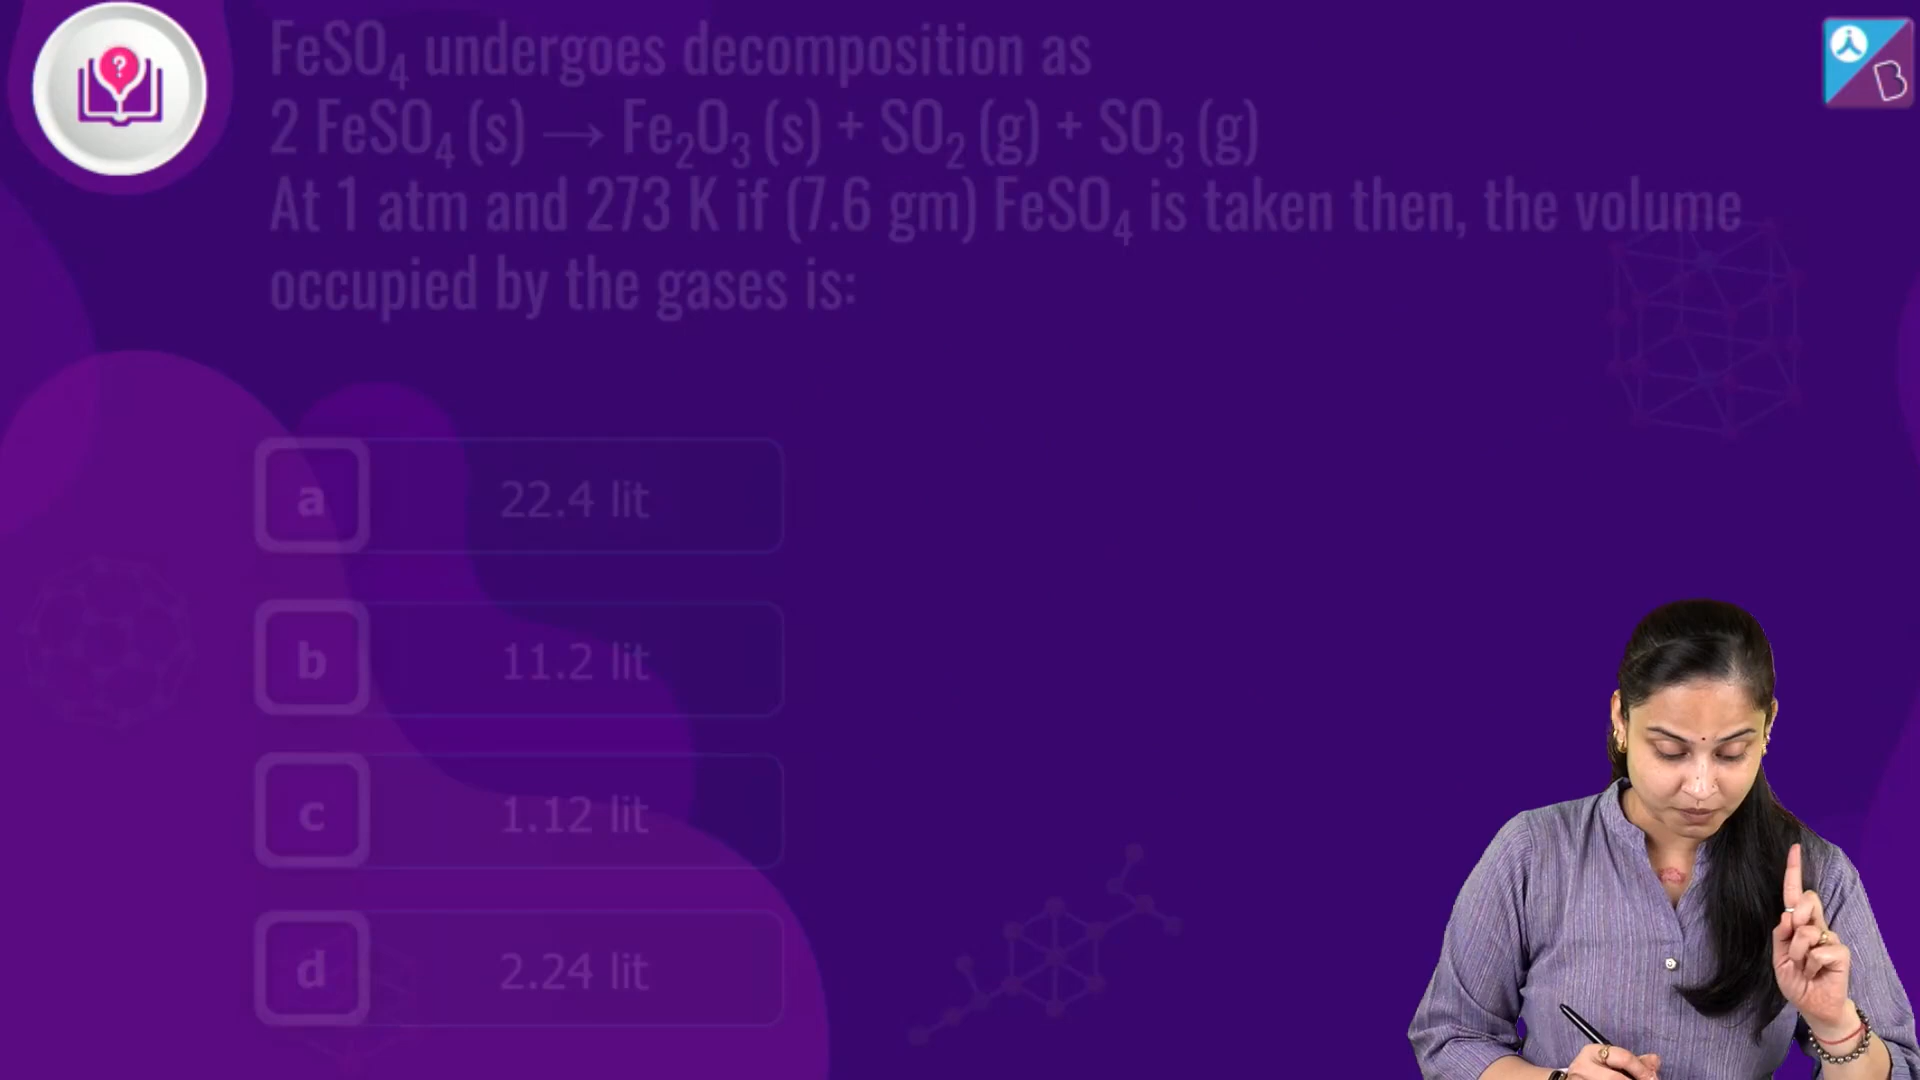 ?
FeSO₄ undergoes decomposition as
2 FeSO₄ (s) → Fe₂O₃ (s) + SO₂ (g) + SO₃ (g)
At 1 atm and 273 K if (7.6 gm) FeSO₄ is taken then, the volume
occupied by the gases is:
a 22.4 lit
b 11.2 lit
c 1.12 lit
d 2.24 lit
B